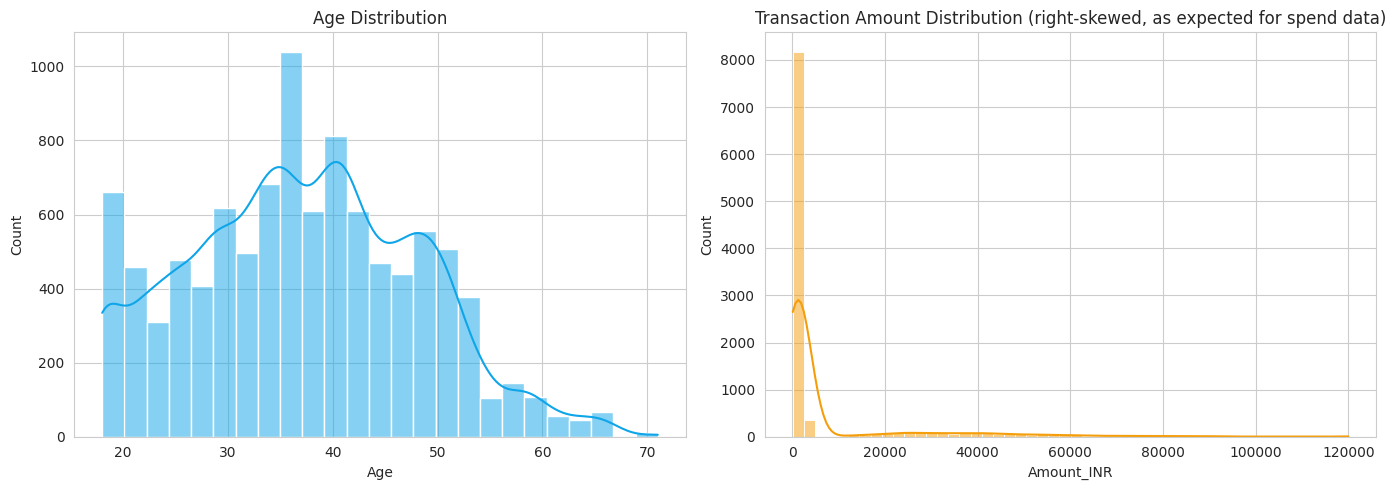 Age Distribution
Count
1000
800
600
400
200
0
20 30 40 50 60 70
Age
Transaction Amount Distribution (right-skewed, as expected for spend data)
Count
8000
7000
6000
5000
4000
3000
2000
1000
0
0 20000 40000 60000 80000 100000 120000
Amount_INR